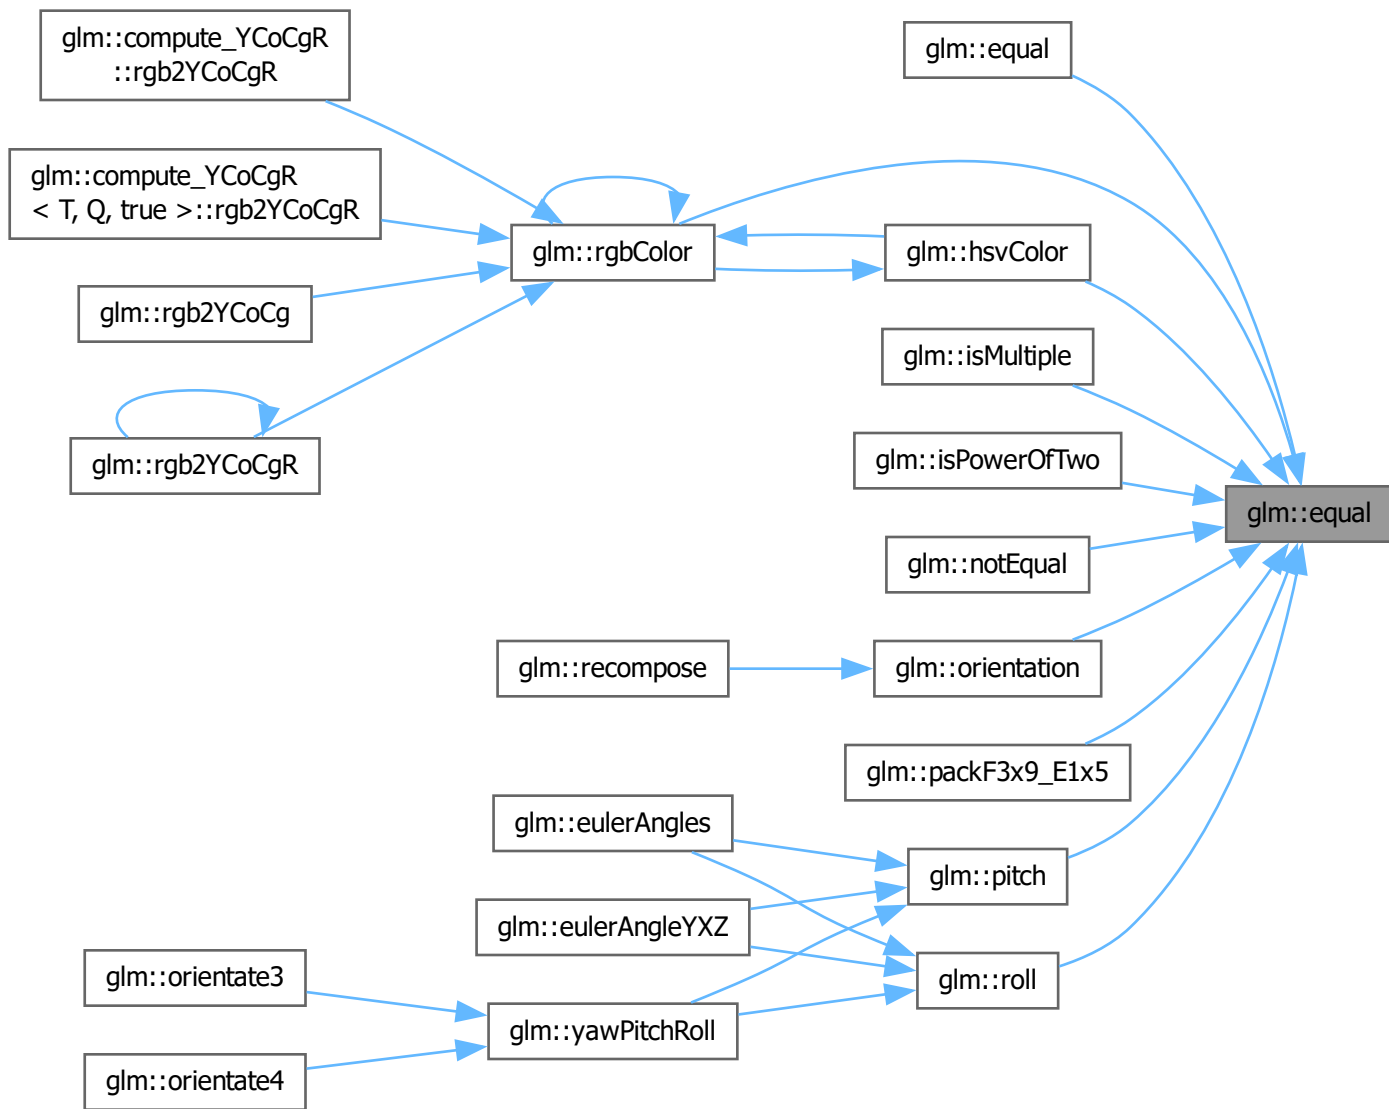 glm::compute_YCoCgR
::rgb2YCoCgR
glm::equal
glm::compute_YCoCgR
< T, Q, true >::rgb2YCoCgR
glm::rgbColor
glm::hsvColor
glm::rgb2YCoCg
glm::isMultiple
glm::rgb2YCoCgR
glm::isPowerOfTwo
glm::equal
glm::notEqual
glm::recompose
glm::orientation
glm::packF3x9_E1x5
glm::eulerAngles
glm::pitch
glm::eulerAngleYXZ
glm::orientate3
glm::roll
glm::yawPitchRoll
glm::orientate4